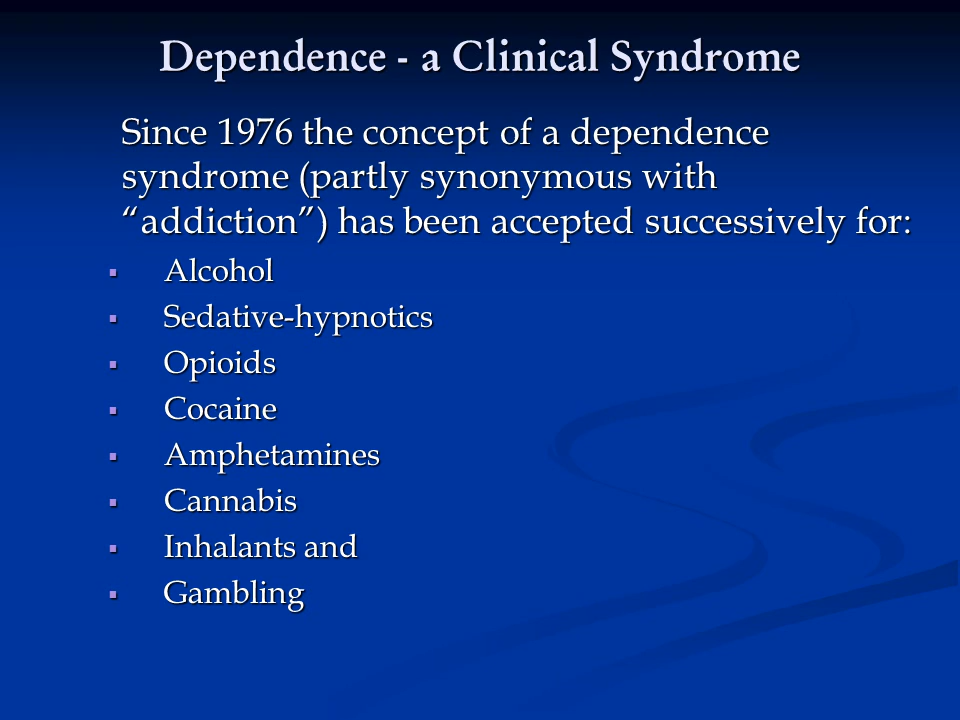 Dependence - a Clinical Syndrome
Since 1976 the concept of a dependence
syndrome (partly synonymous with
“addiction”) has been accepted successively for:
▪ Alcohol
▪ Sedative-hypnotics
▪ Opioids
▪ Cocaine
▪ Amphetamines
▪ Cannabis
▪ Inhalants and
▪ Gambling